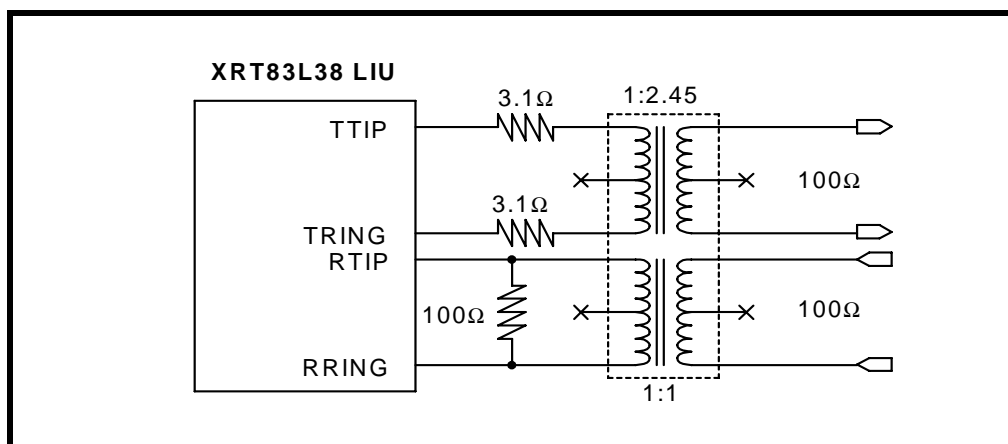 XRT83L38 LIU
3.1Ω
1:2.45
TTIP
100Ω
3.1Ω
TRING
RTIP
100Ω
100Ω
RRING
1:1